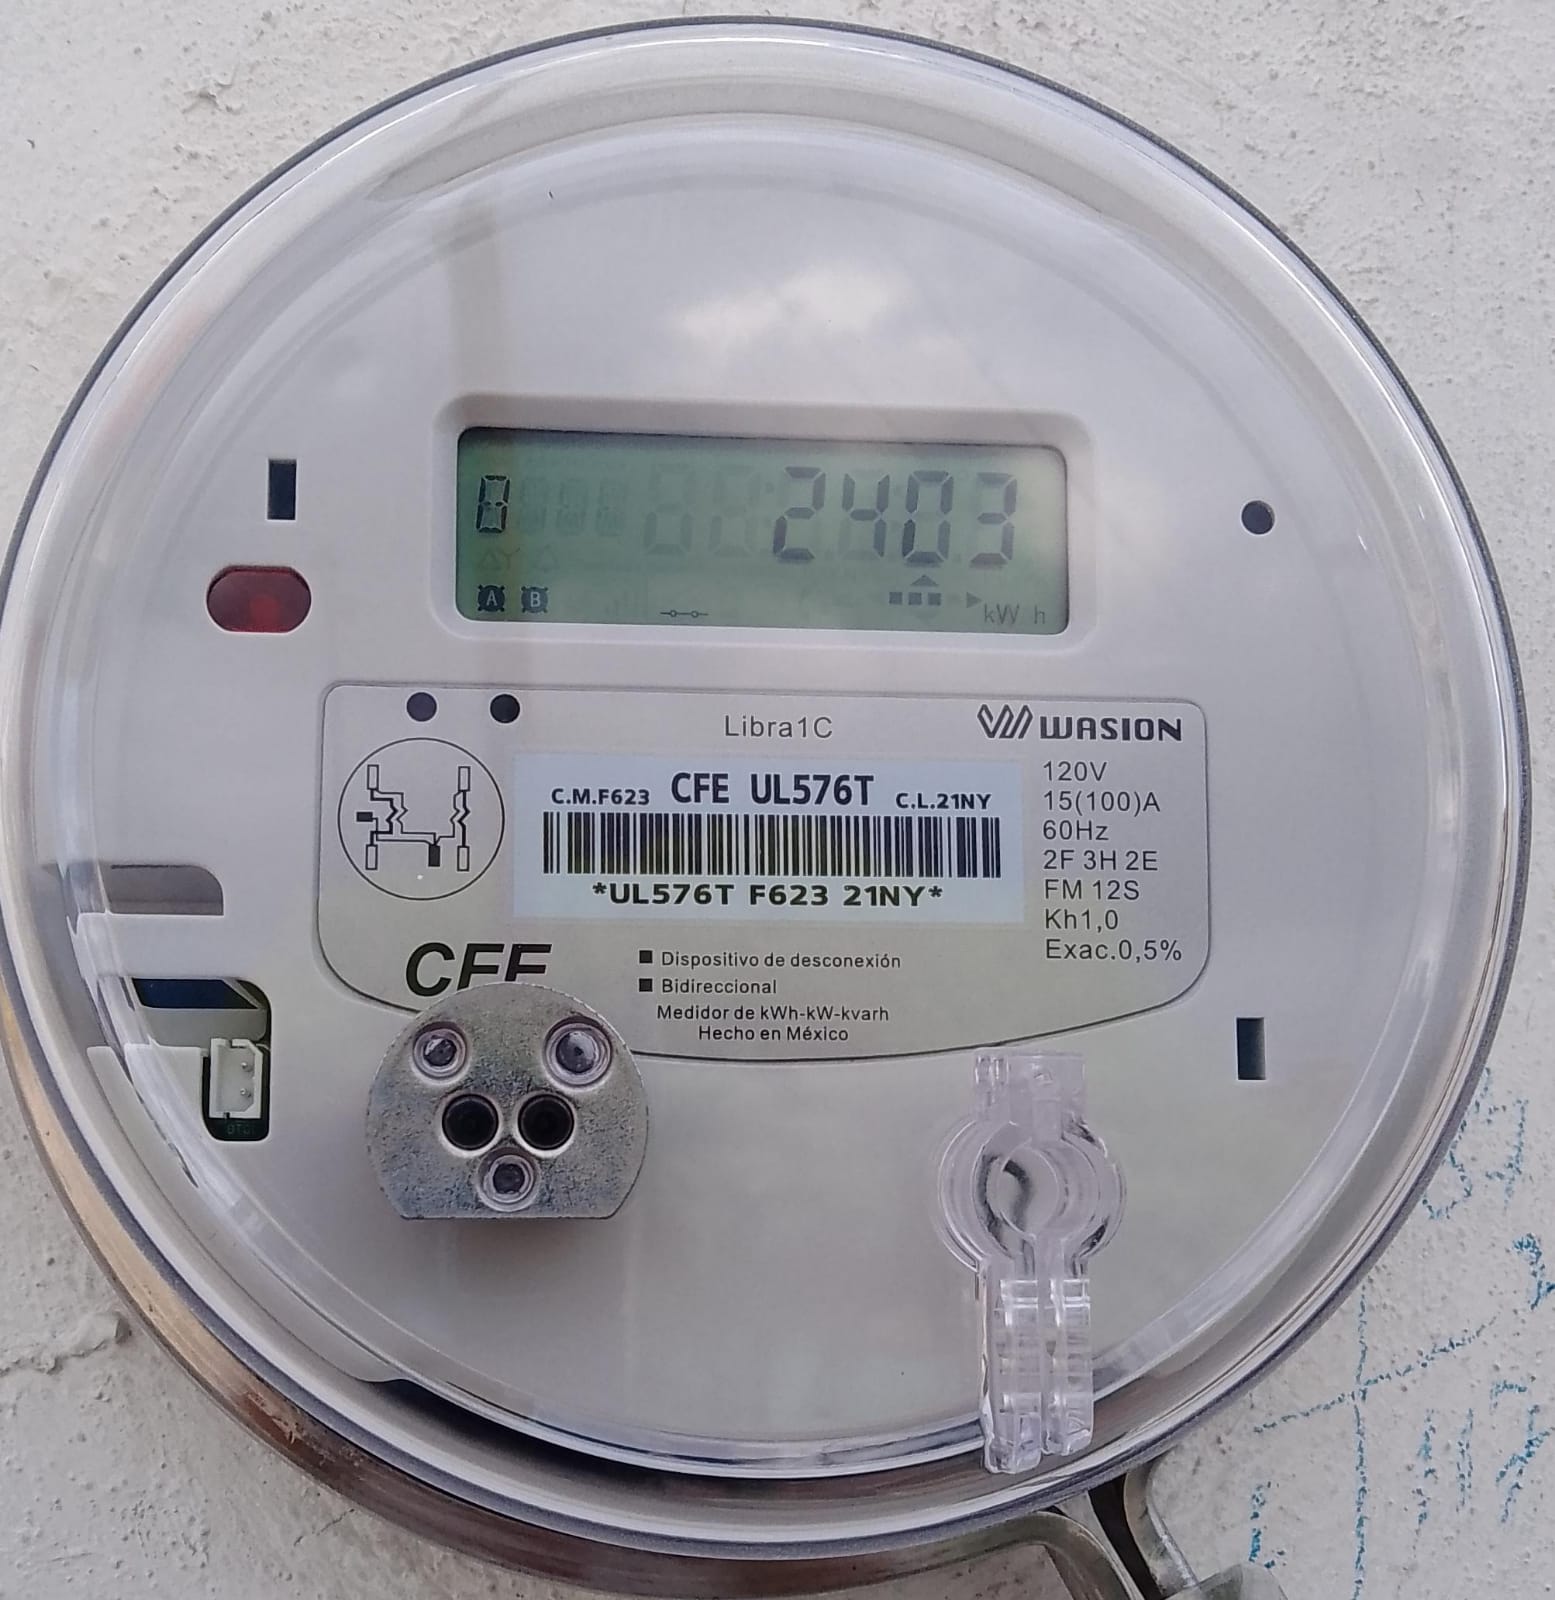 0 2403
A B kW h
Libra1C WASION
C.M.F623 CFE UL576T C.L.21NY
*UL576T F623 21NY*
120V
15(100)A
60Hz
2F 3H 2E
FM 12S
Kh1,0
Exac.0,5%
CFE
■ Dispositivo de desconexión
■ Bidireccional
Medidor de kWh-kW-kvarh
Hecho en México